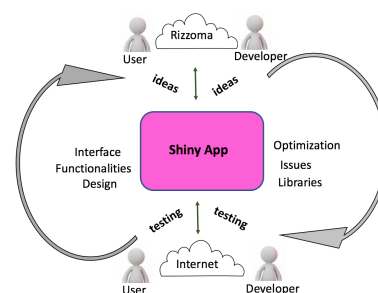 Rizzoma
User
Developer
ideas
ideas
Interface
Functionalities
Design
Shiny App
Optimization
Issues
Libraries
testing
testing
Internet
User
Developer